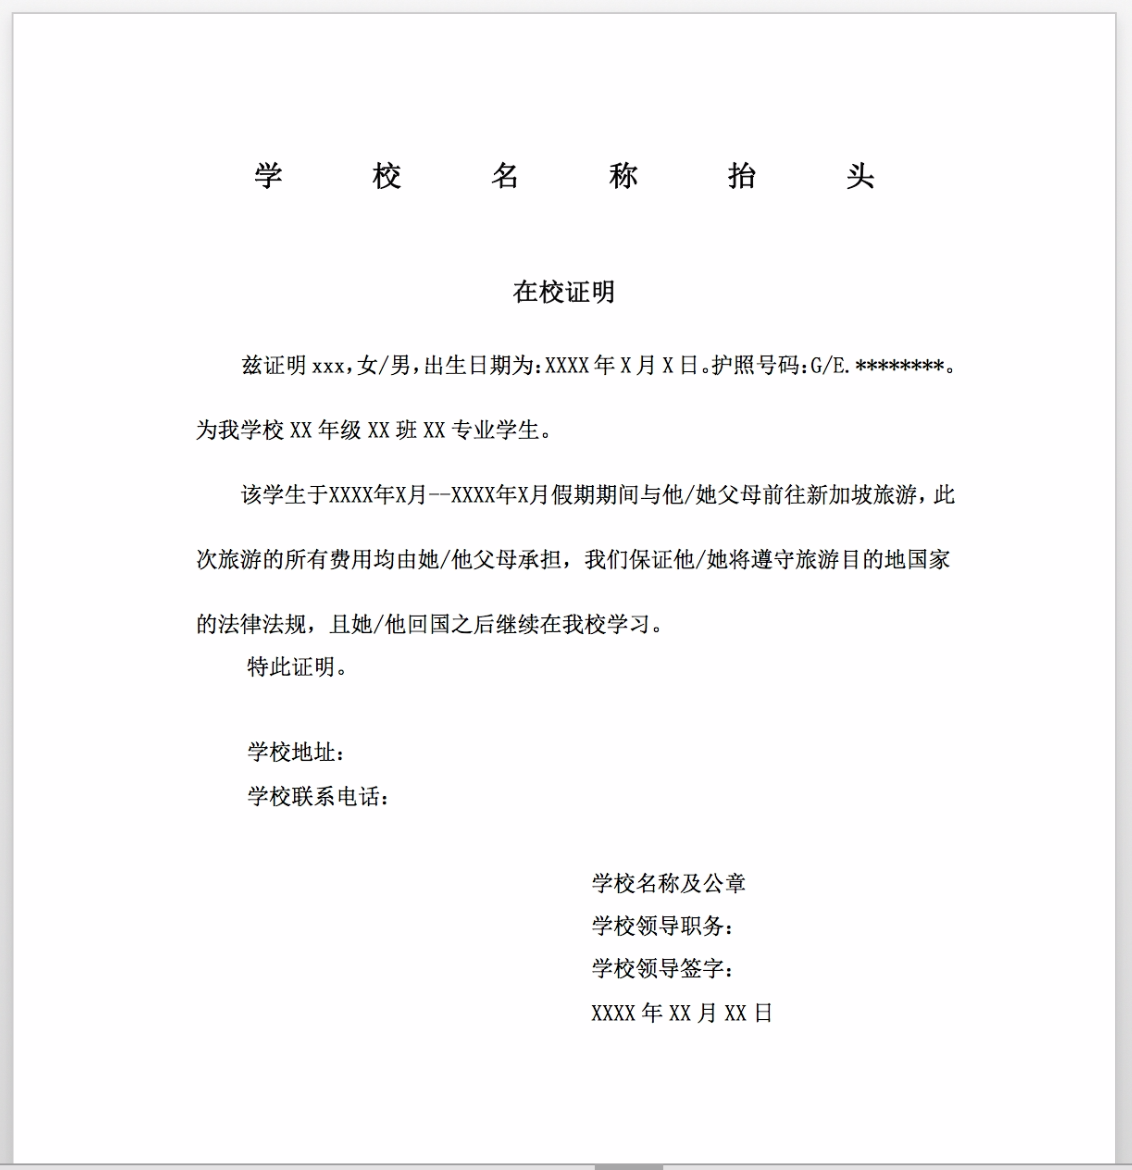 学 校 名 称 抬 头
在校证明
兹证明 xxx,女/男,出生日期为:XXXX 年 X 月 X 日。护照号码:G/E.********。
为我学校 XX 年级 XX 班 XX 专业学生。
该学生于XXXX年X月--XXXX年X月假期期间与他/她父母前往新加坡旅游,此
次旅游的所有费用均由她/他父母承担，我们保证他/她将遵守旅游目的地国家
的法律法规，且她/他回国之后继续在我校学习。
特此证明。
学校地址：
学校联系电话：
学校名称及公章
学校领导职务：
学校领导签字：
XXXX 年 XX 月 XX 日